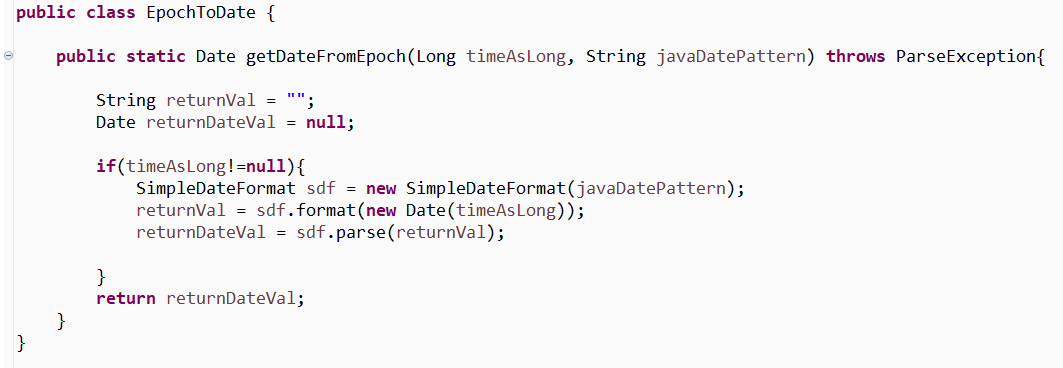 public class EpochToDate {
public static Date getDateFromEpoch(Long timeAsLong, String javaDatePattern) throws ParseException{
String returnVal = "";
Date returnDateVal = null;
if(timeAsLong!=null){
SimpleDateFormat sdf = new SimpleDateFormat(javaDatePattern);
returnVal = sdf.format(new Date(timeAsLong));
returnDateVal = sdf.parse(returnVal);
}
return returnDateVal;
}
}